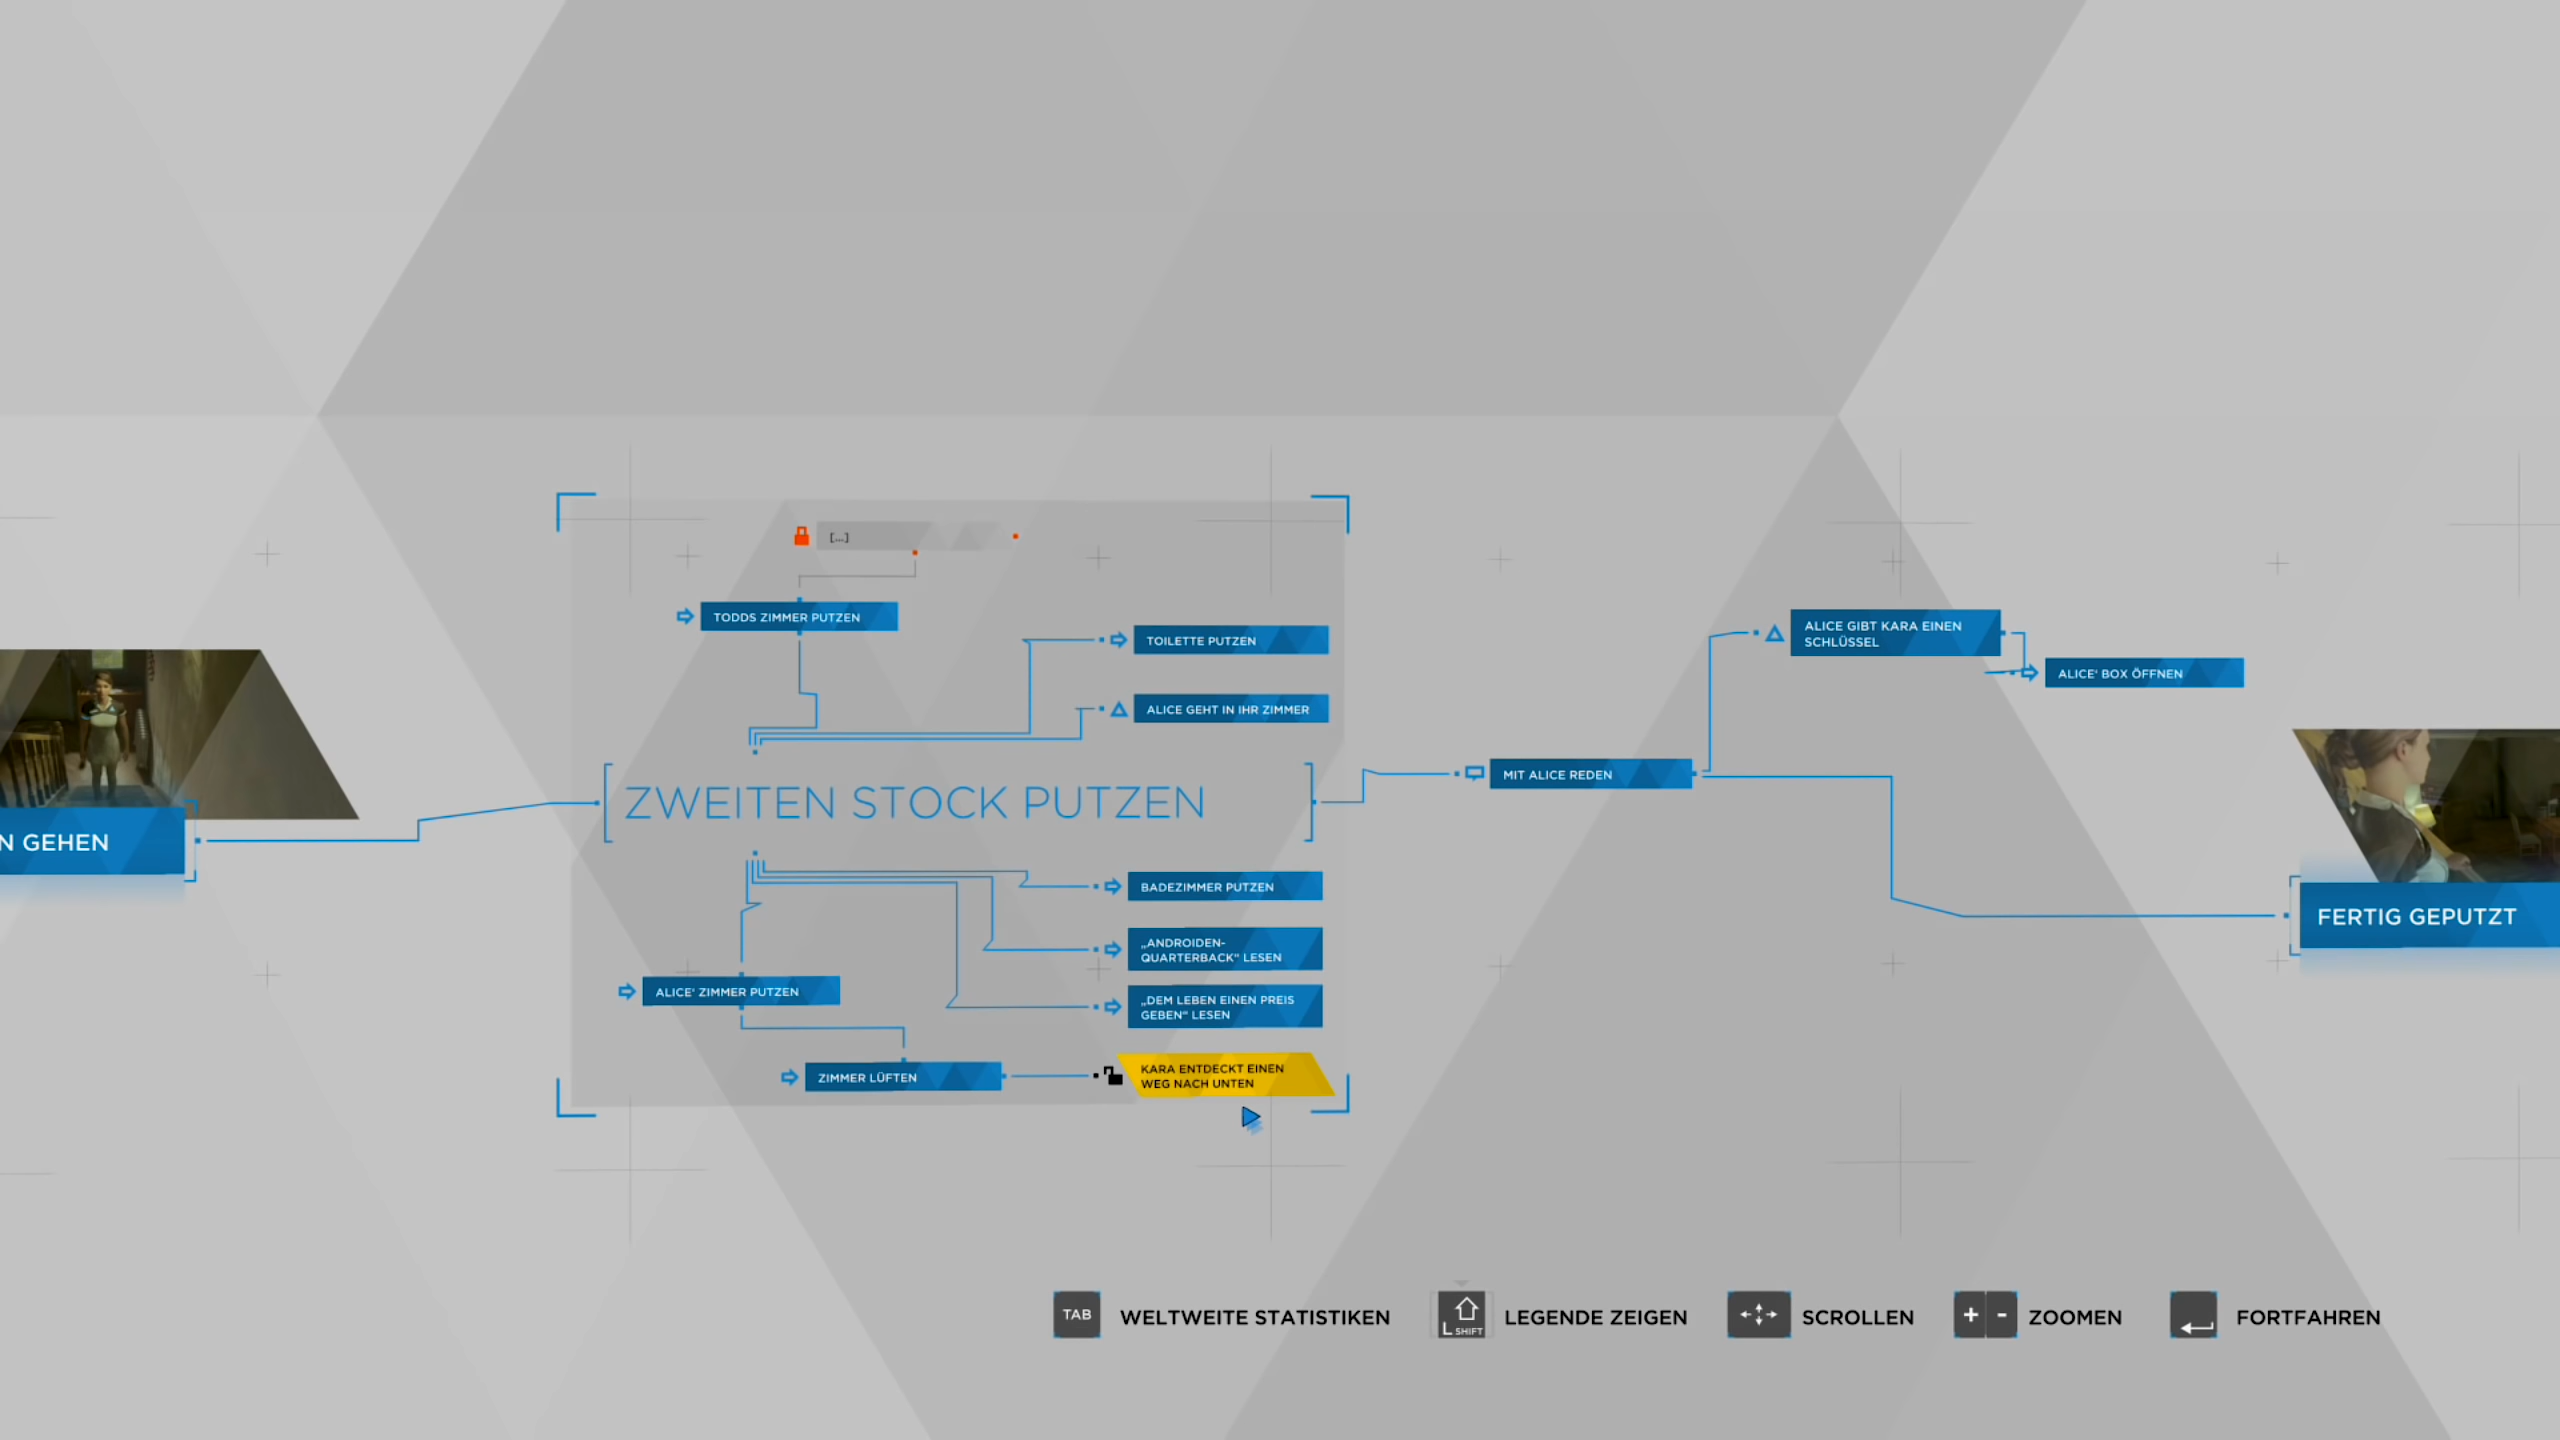 [...]
TODDS ZIMMER PUTZEN
TOILETTE PUTZEN
ALICE GEHT IN IHR ZIMMER
N GEHEN
ZWEITEN STOCK PUTZEN
BADEZIMMER PUTZEN
„ANDROIDEN-
QUARTERBACK“ LESEN
ALICE' ZIMMER PUTZEN
„DEM LEBEN EINEN PREIS
GEBEN“ LESEN
ZIMMER LÜFTEN
KARA ENTDECKT EINEN
WEG NACH UNTEN
MIT ALICE REDEN
ALICE GIBT KARA EINEN
SCHLÜSSEL
ALICE' BOX ÖFFNEN
FERTIG GEPUTZT
TAB WELTWEITE STATISTIKEN L SHIFT LEGENDE ZEIGEN SCROLLEN + - ZOOMEN FORTFAHREN